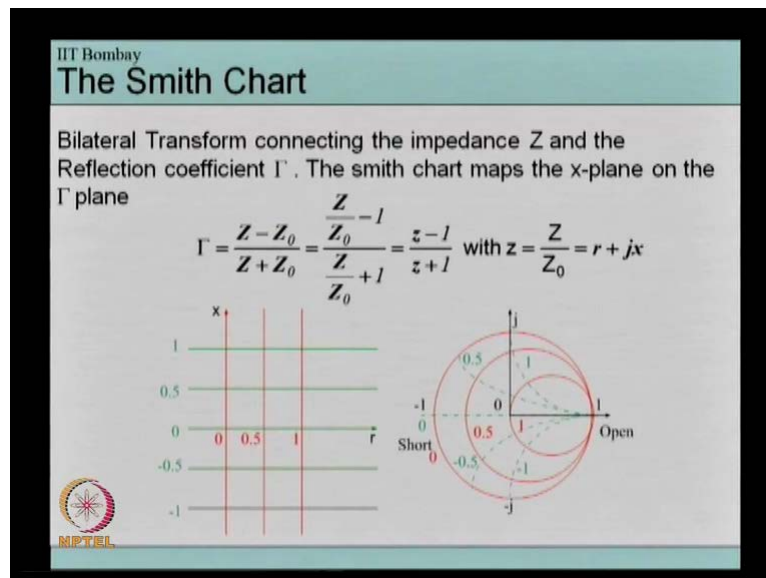 IIT Bombay
The Smith Chart
Bilateral Transform connecting the impedance Z and the
Reflection coefficient Γ . The smith chart maps the x-plane on the
Γ plane
Γ = (Z - Z₀)/(Z + Z₀) = (Z/Z₀ - 1)/(Z/Z₀ + 1) = (z - 1)/(z + 1) with z = Z/Z₀ = r + jx
x
1
0.5
0
-0.5
-1
0 0.5 1 r
j
0.5 1
-1 0 1
0 0.5 1 Open
Short
0 -0.5 -1
-j
NPTEL